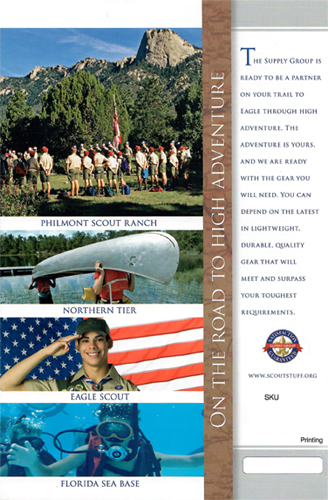 PHILMONT SCOUT RANCH
NORTHERN TIER
EAGLE SCOUT
FLORIDA SEA BASE
ON THE ROAD TO HIGH ADVENTURE
THE SUPPLY GROUP IS
READY TO BE A PARTNER
ON YOUR TRAIL TO
EAGLE THROUGH HIGH
ADVENTURE. THE
ADVENTURE IS YOURS,
AND WE ARE READY
WITH THE GEAR YOU
WILL NEED. YOU CAN
DEPEND ON THE LATEST
IN LIGHTWEIGHT,
DURABLE, QUALITY
GEAR THAT WILL
MEET AND SURPASS
YOUR TOUGHEST
REQUIREMENTS.
SATISFACTION
GUARANTEED
WWW.SCOUTSTUFF.ORG
SKU
Printing